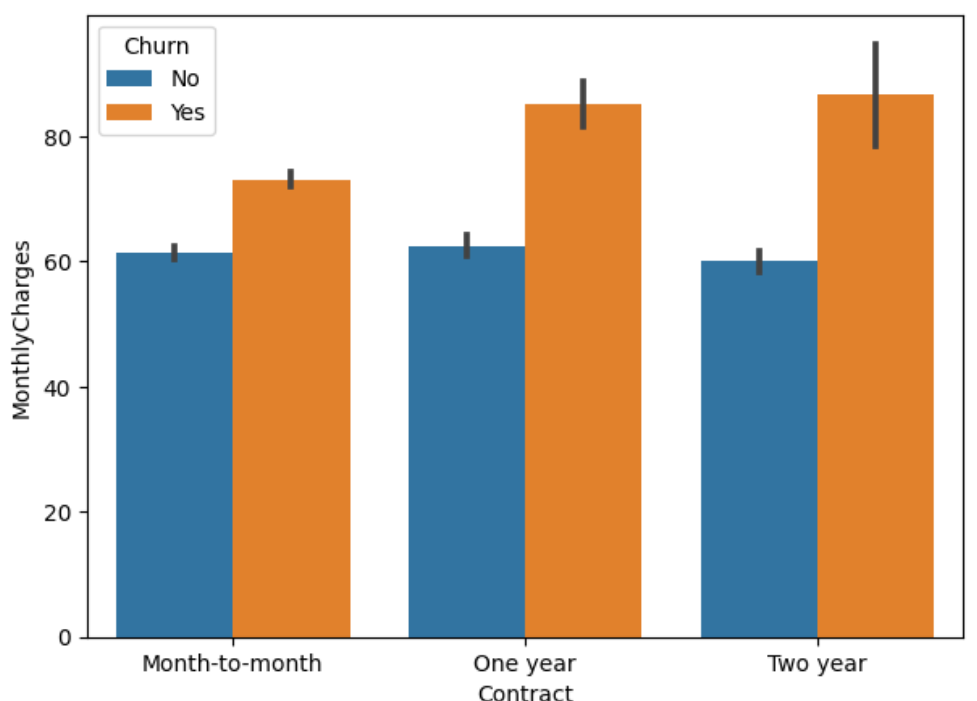 Churn
No
Yes
80
60
40
20
0
MonthlyCharges
Month-to-month One year Two year
Contract